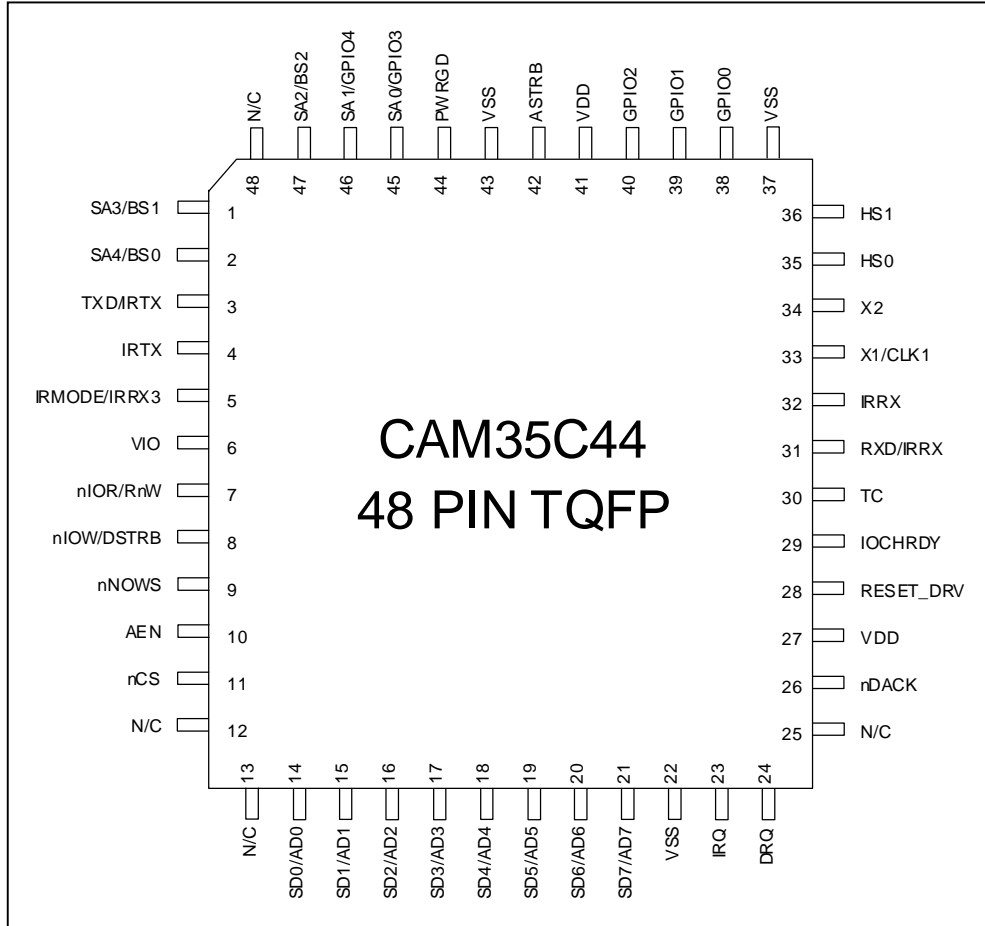 N/C
SA2/BS2
SA1/GPIO4
SA0/GPIO3
PWRGD
VSS
ASTRB
VDD
GPIO2
GPIO1
GPIO0
VSS
48
47
46
45
44
43
42
41
40
39
38
37
SA3/BS1 1
SA4/BS0 2
TXD/IRTX 3
IRTX 4
IRMODE/IRRX3 5
VIO 6
nIOR/RnW 7
nIOW/DSTRB 8
nNOWS 9
AEN 10
nCS 11
N/C 12
CAM35C44
48 PIN TQFP
36 HS1
35 HS0
34 X2
33 X1/CLK1
32 IRRX
31 RXD/IRRX
30 TC
29 IOCHRDY
28 RESET_DRV
27 VDD
26 nDACK
25 N/C
13
14
15
16
17
18
19
20
21
22
23
24
N/C
SD0/AD0
SD1/AD1
SD2/AD2
SD3/AD3
SD4/AD4
SD5/AD5
SD6/AD6
SD7/AD7
VSS
IRQ
DRQ